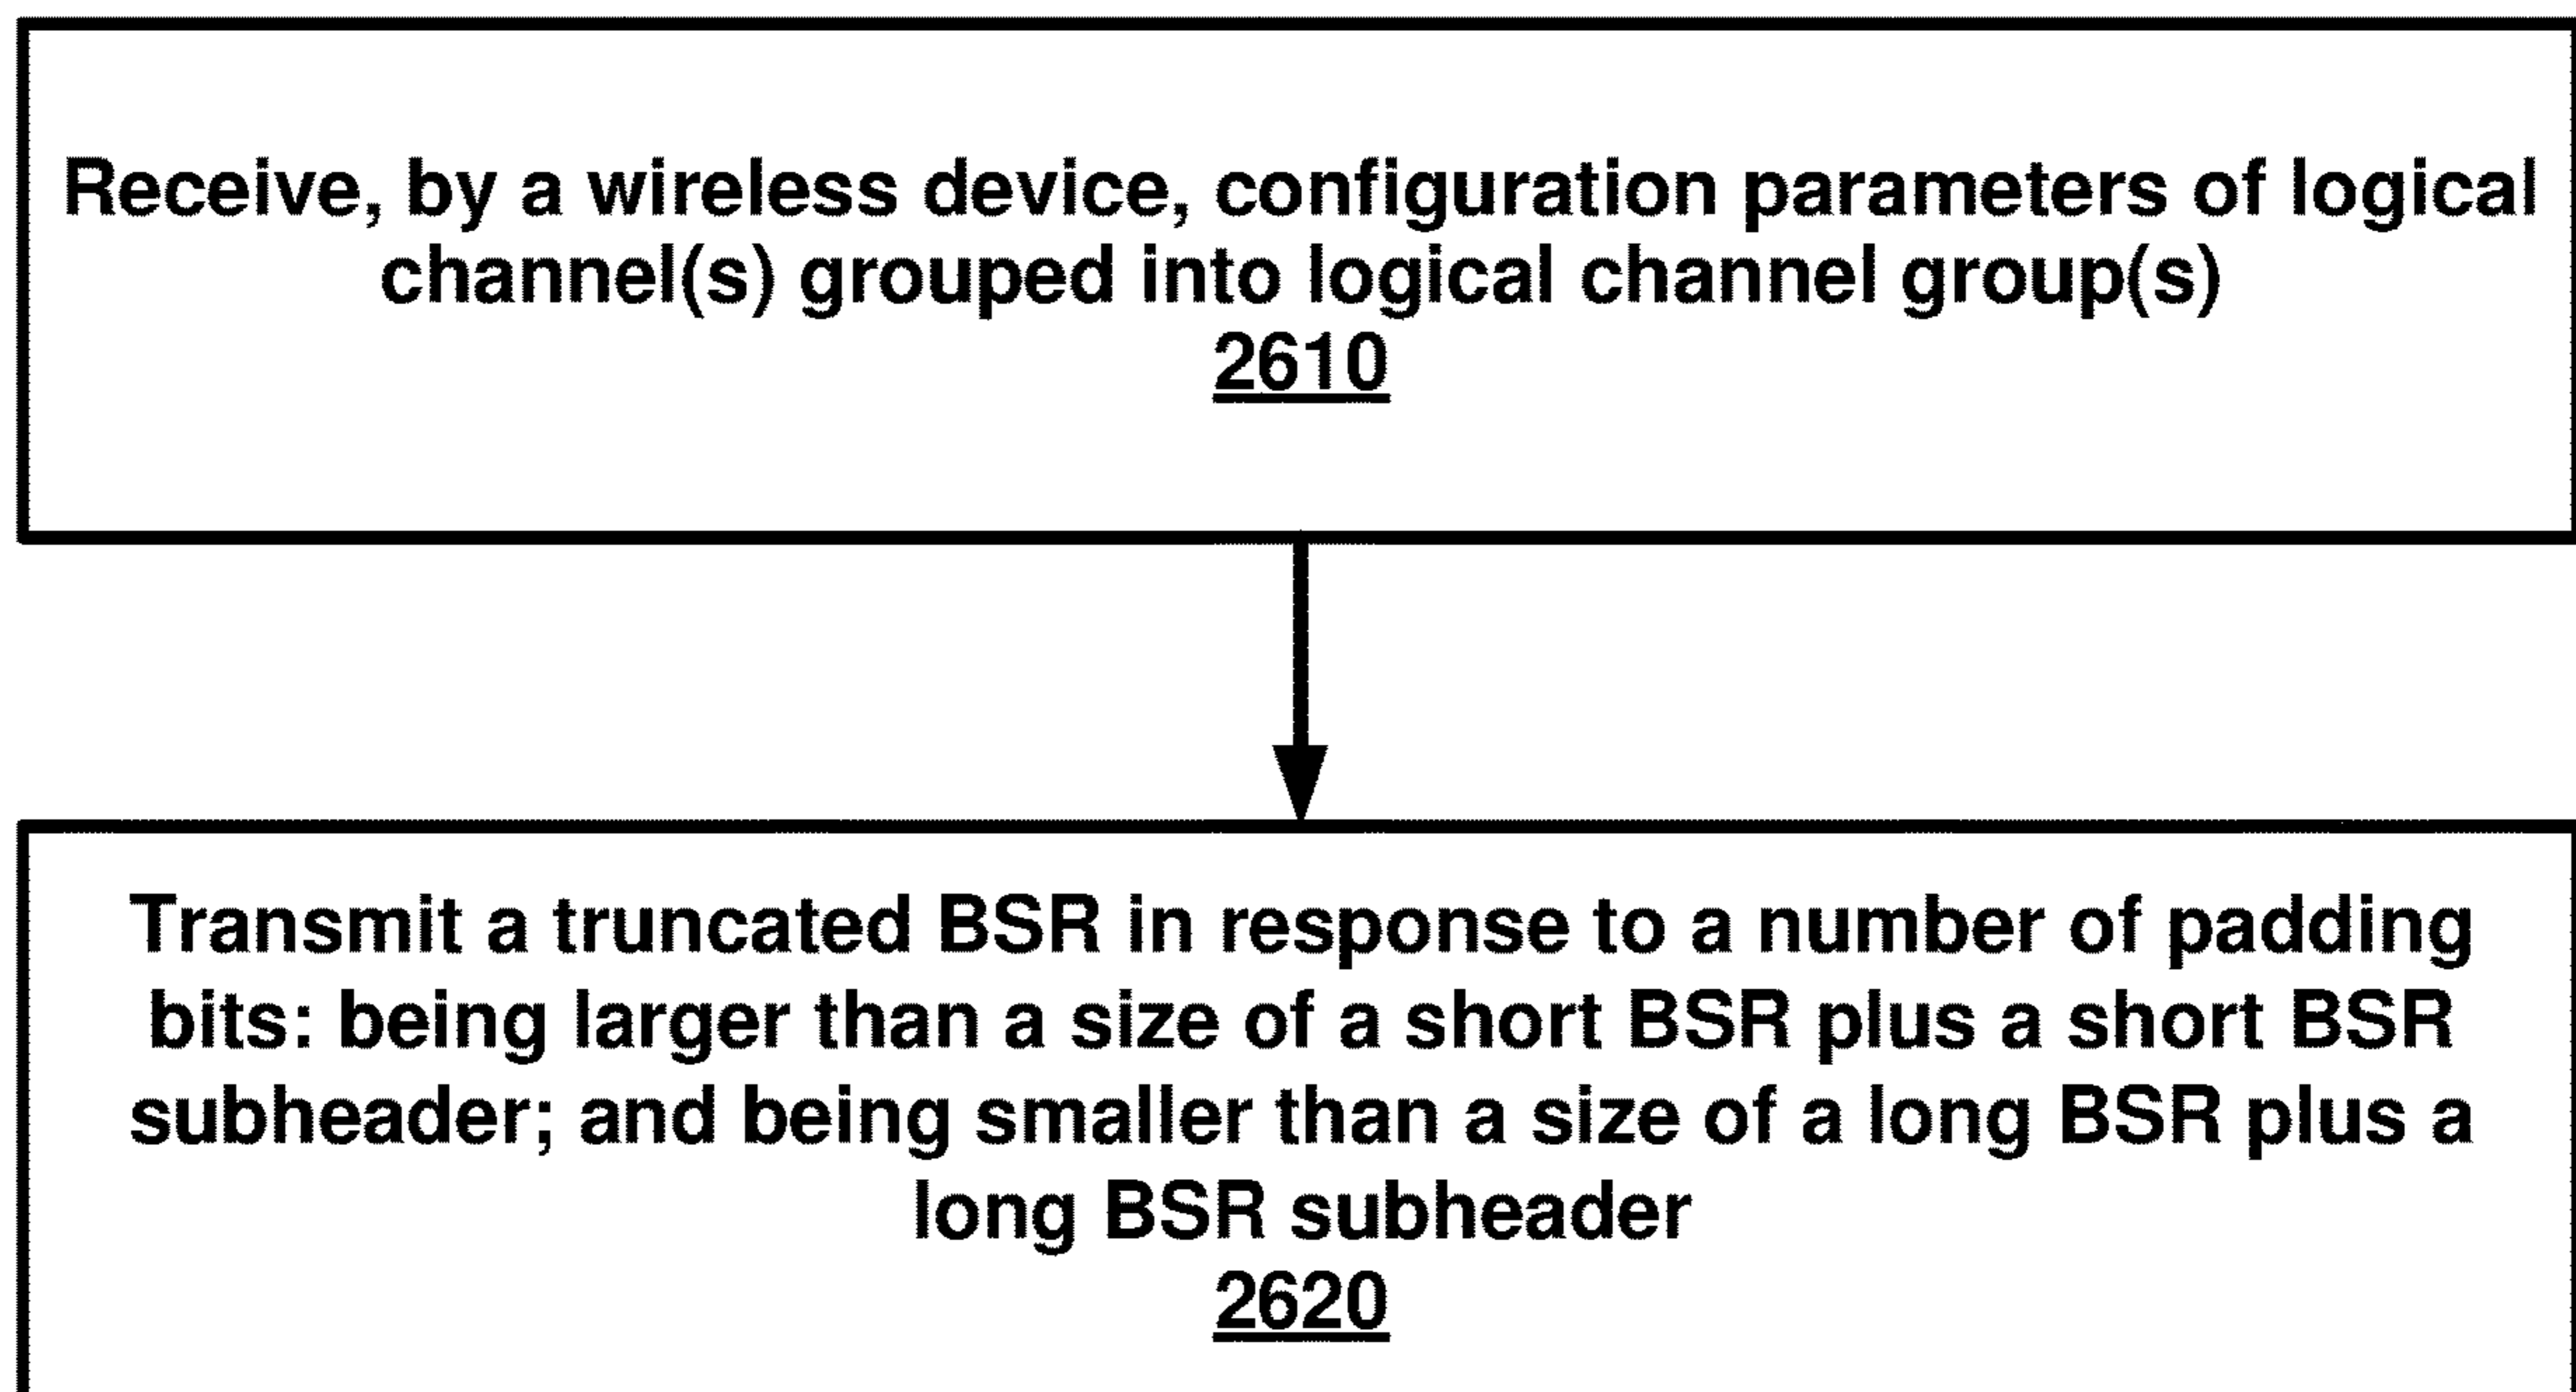 Receive, by a wireless device, configuration parameters of logical
channel(s) grouped into logical channel group(s)
2610
Transmit a truncated BSR in response to a number of padding
bits: being larger than a size of a short BSR plus a short BSR
subheader; and being smaller than a size of a long BSR plus a
long BSR subheader
2620